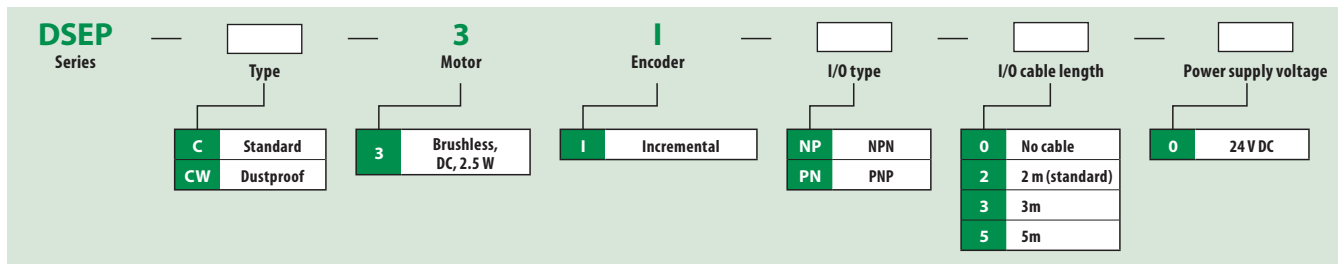 DSEP — — 3 I — — —
Series Type Motor Encoder I/O type I/O cable length Power supply voltage
C Standard
CW Dustproof
3 Brushless,
DC, 2.5 W
I Incremental
NP NPN
PN PNP
0 No cable
2 2 m (standard)
3 3m
5 5m
0 24 V DC